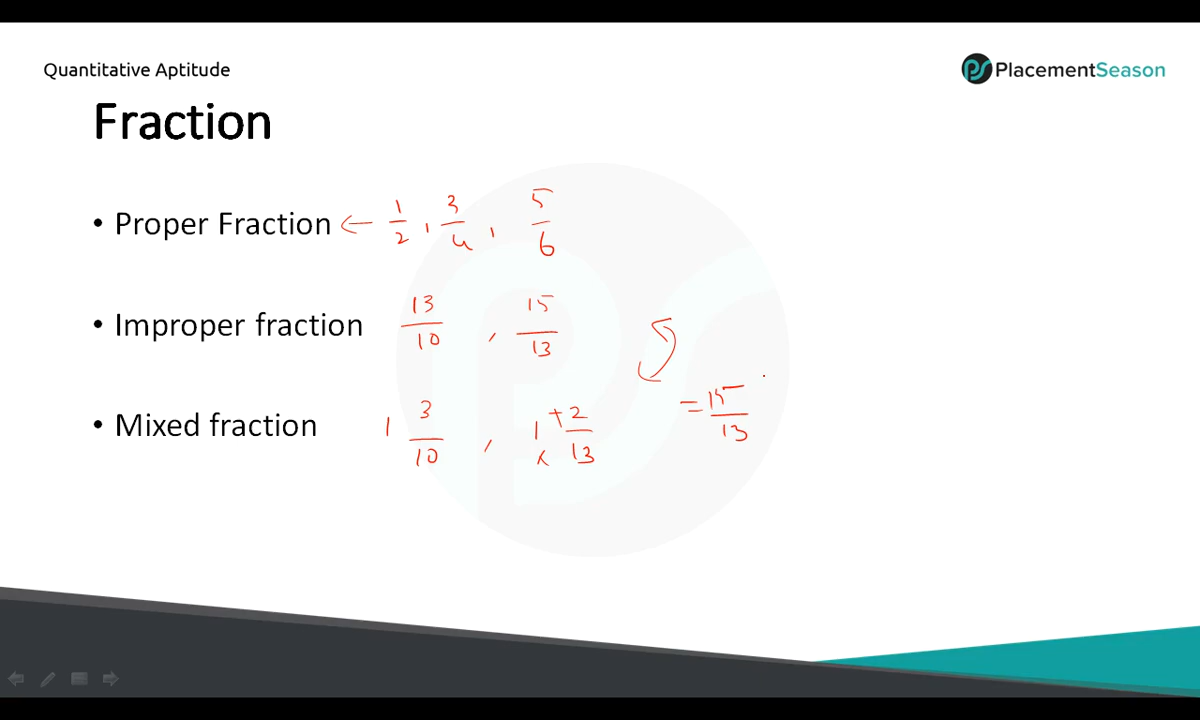 Quantitative Aptitude
PlacementSeason
Fraction
• Proper Fraction ← 1/2, 3/4, 5/6
• Improper fraction 13/10, 15/13
• Mixed fraction 1 3/10, 1 + 2/13 × = 15/13